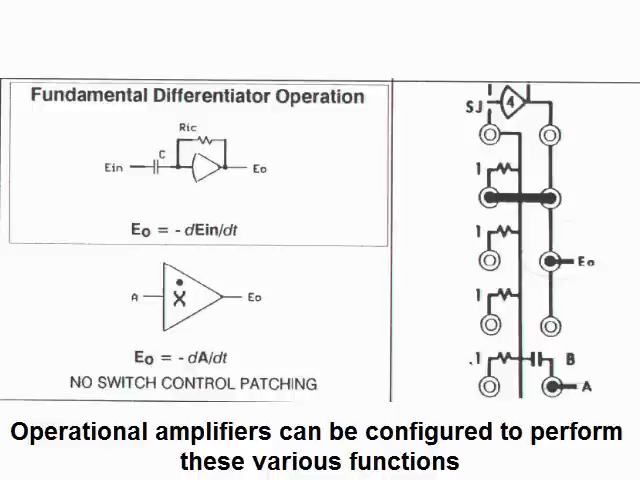 Fundamental Differentiator Operation
Ric
C
Ein
Eo
Eo = - dEin/dt
A
Ẋ
Eo
Eo = - dA/dt
NO SWITCH CONTROL PATCHING
SJ
4
1
1
Eo
1
.1
B
A
Operational amplifiers can be configured to perform
these various functions